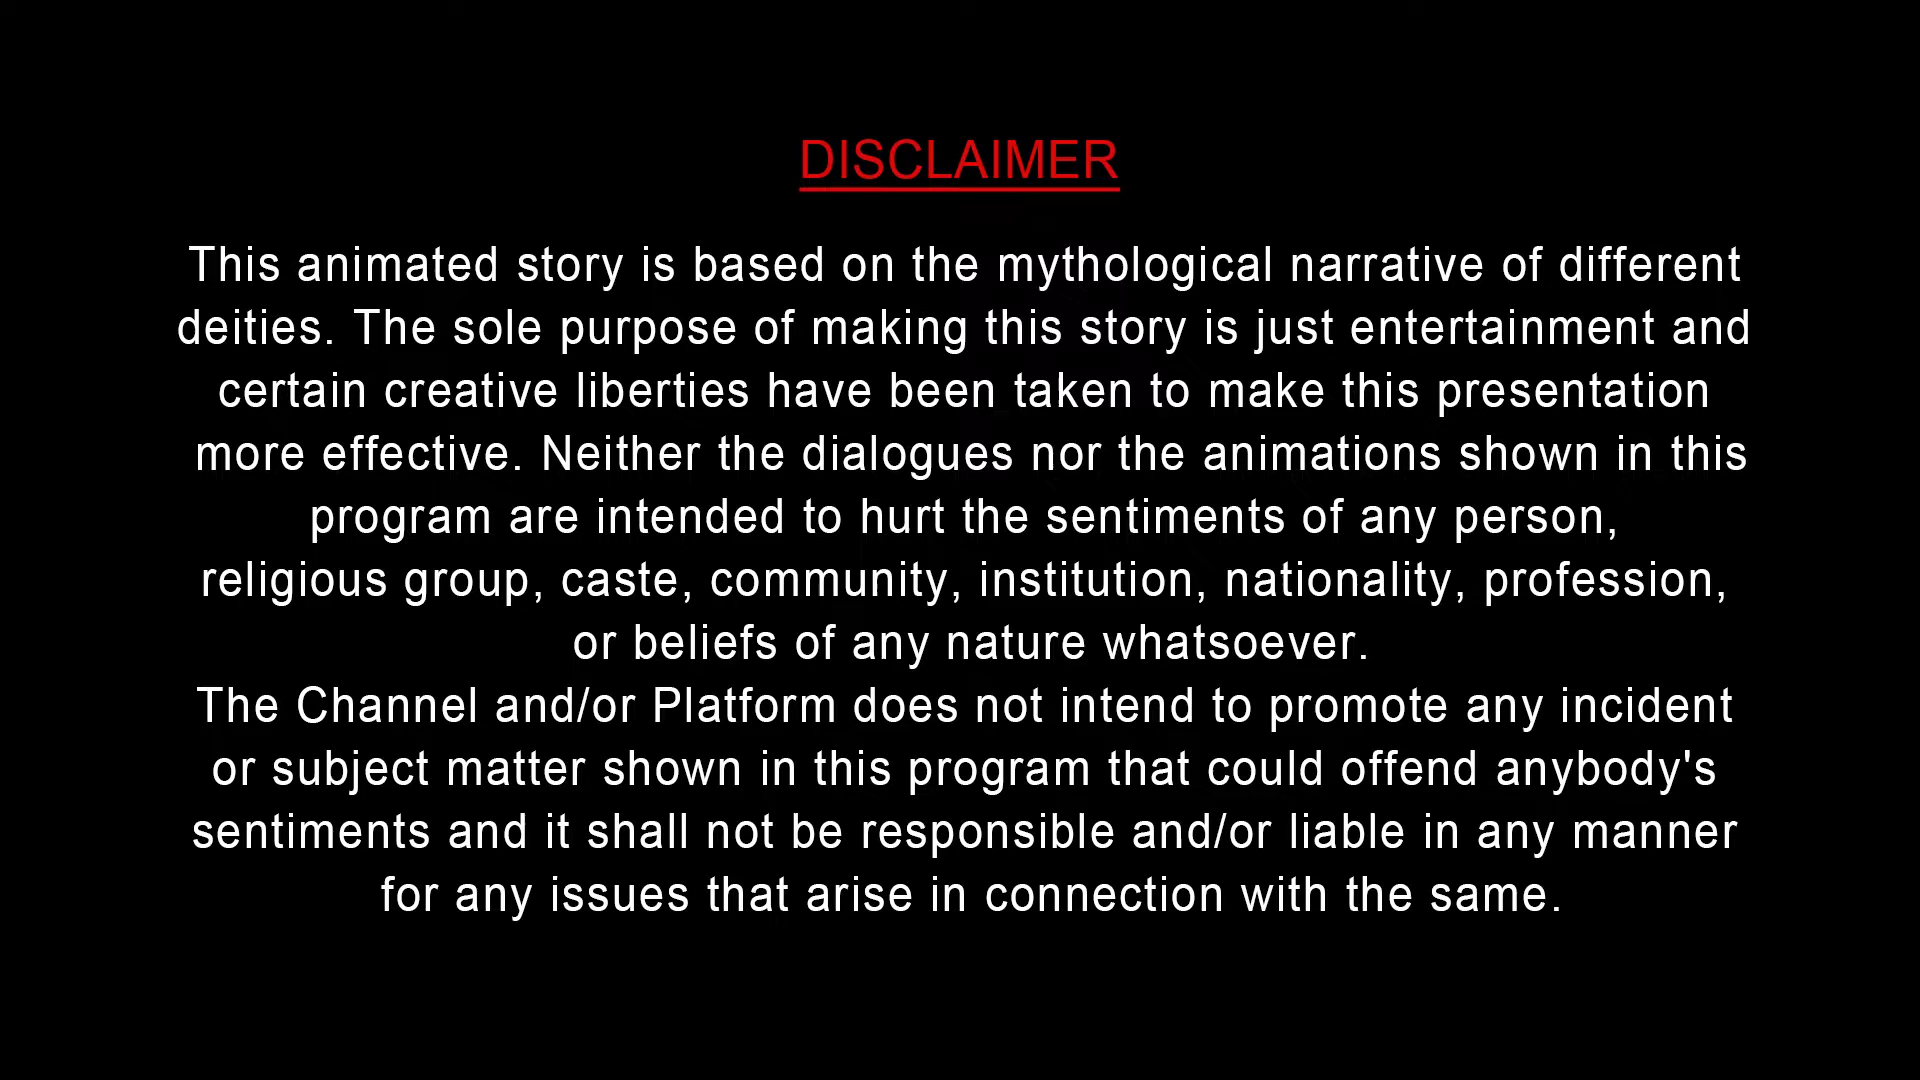 DISCLAIMER
This animated story is based on the mythological narrative of different
deities. The sole purpose of making this story is just entertainment and
certain creative liberties have been taken to make this presentation
more effective. Neither the dialogues nor the animations shown in this
program are intended to hurt the sentiments of any person,
religious group, caste, community, institution, nationality, profession,
or beliefs of any nature whatsoever.
The Channel and/or Platform does not intend to promote any incident
or subject matter shown in this program that could offend anybody's
sentiments and it shall not be responsible and/or liable in any manner
for any issues that arise in connection with the same.